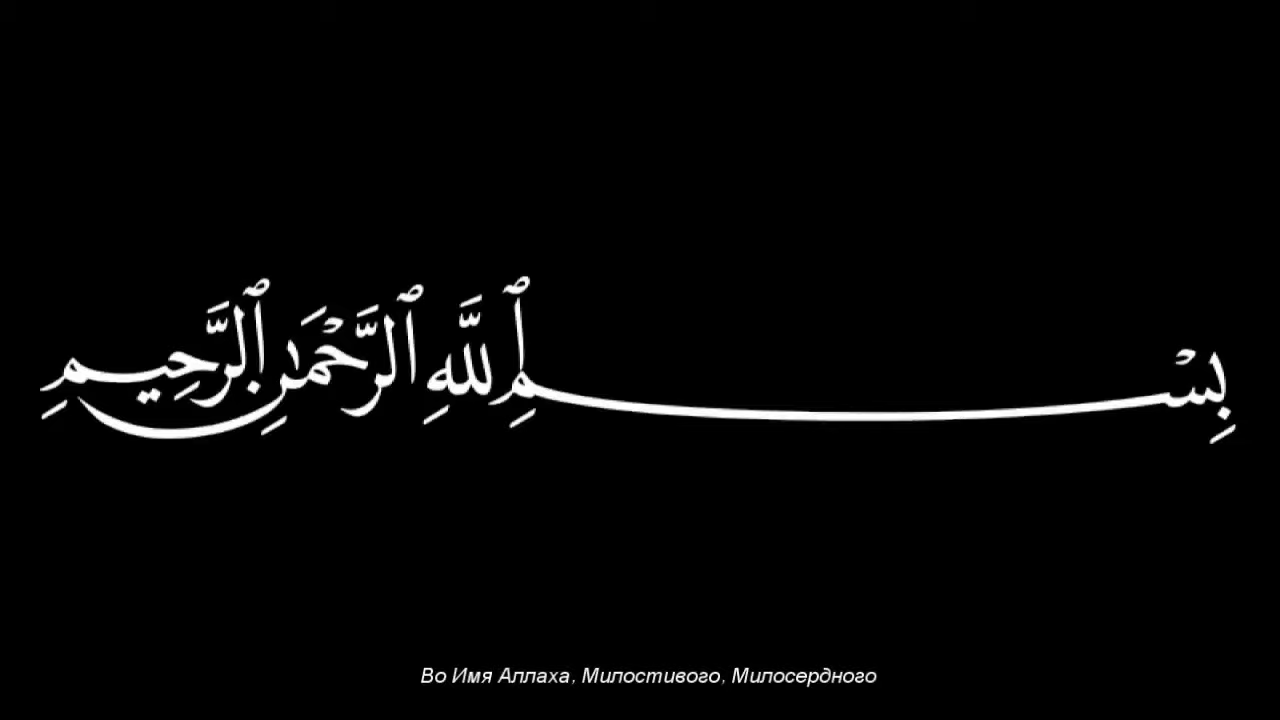 بِسْمِ ٱللَّهِ ٱلرَّحْمَٰنِ ٱلرَّحِيمِ
Во Имя Аллаха, Милостивого, Милосердного